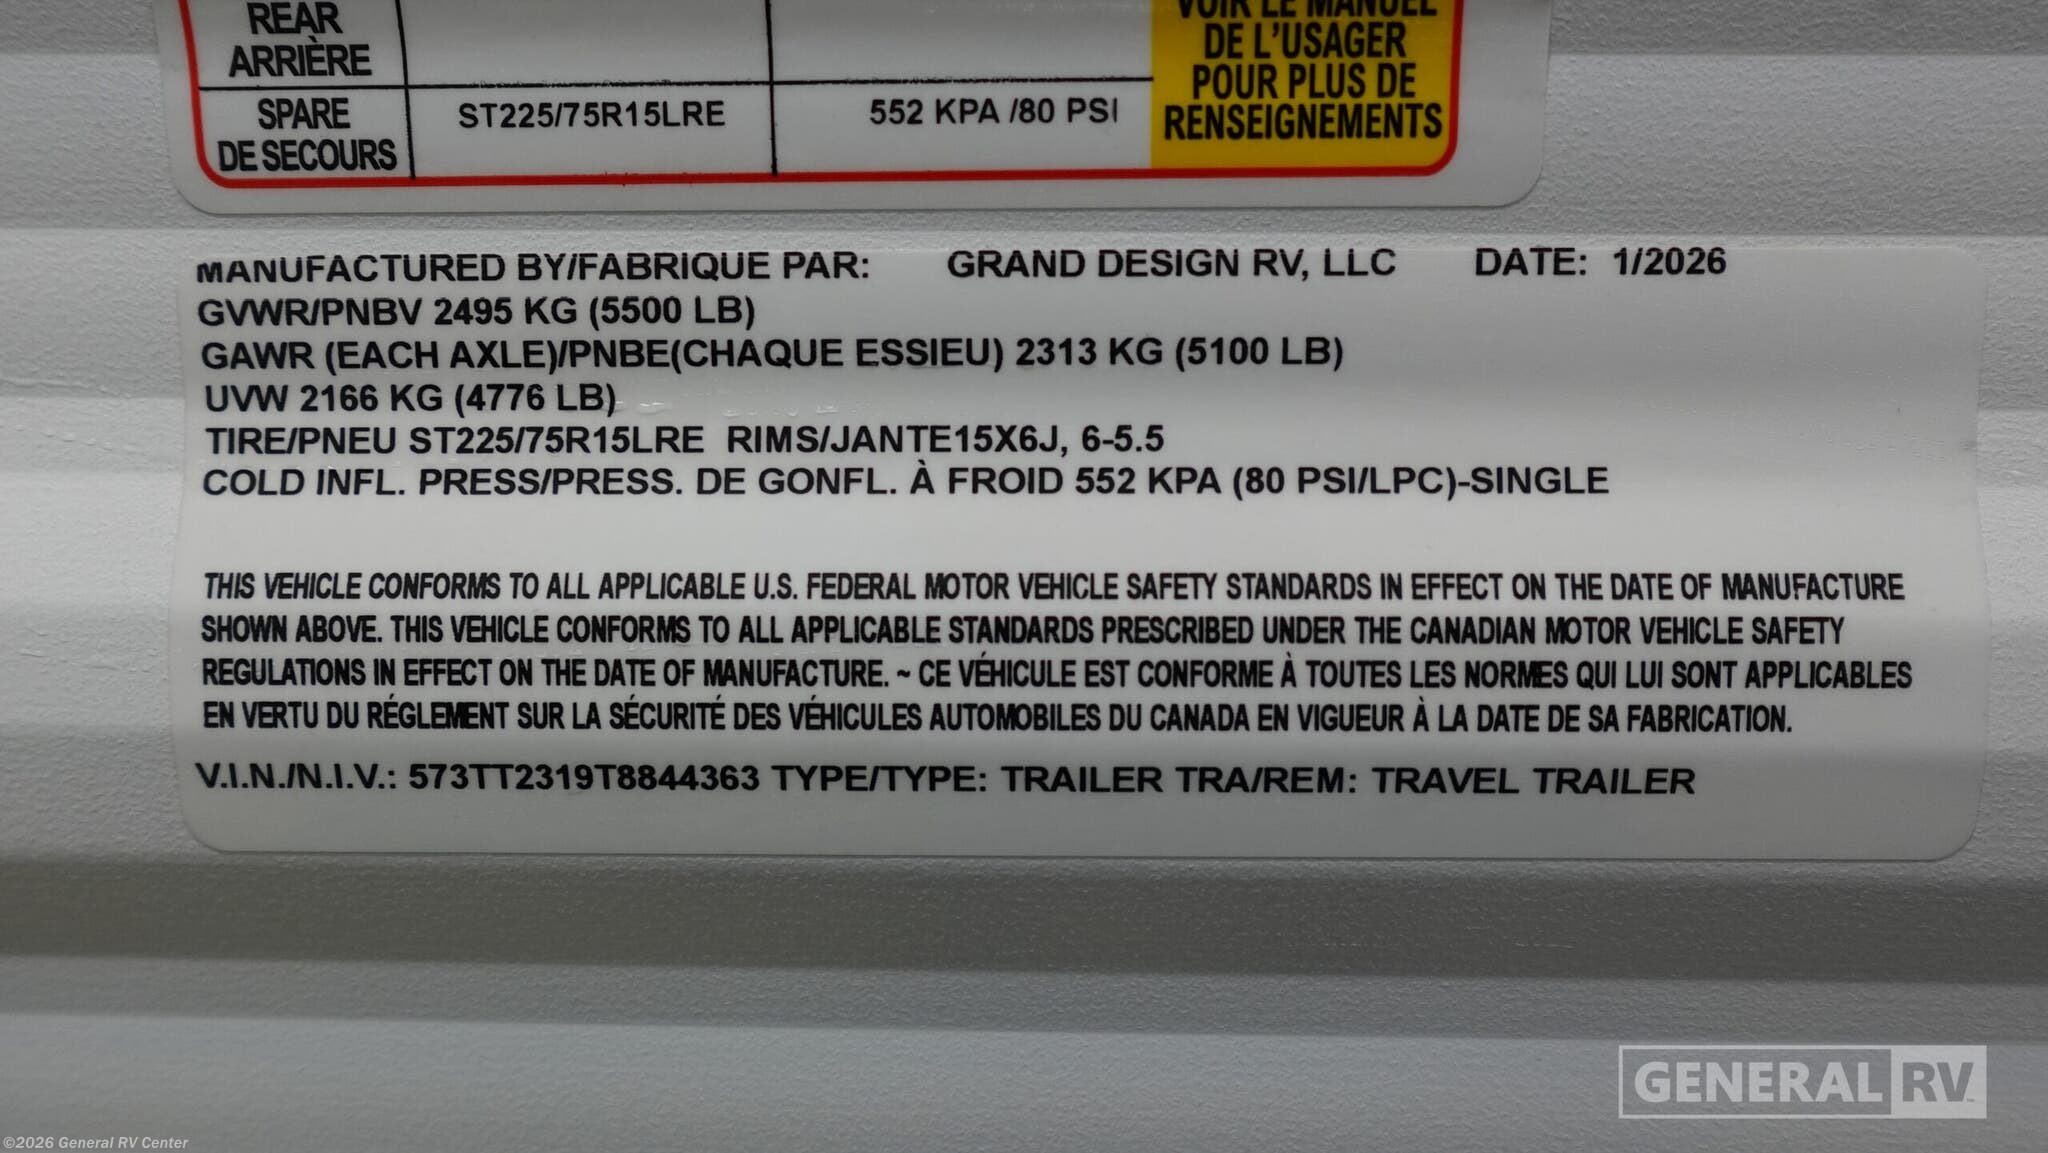 REAR
ARRIÈRE
SPARE
DE SECOURS
ST225/75R15LRE
552 KPA /80 PSI
VOIR LE MANUEL
DE L'USAGER
POUR PLUS DE
RENSEIGNEMENTS
MANUFACTURED BY/FABRIQUE PAR: GRAND DESIGN RV, LLC DATE: 1/2026
GVWR/PNBV 2495 KG (5500 LB)
GAWR (EACH AXLE)/PNBE(CHAQUE ESSIEU) 2313 KG (5100 LB)
UVW 2166 KG (4776 LB)
TIRE/PNEU ST225/75R15LRE RIMS/JANTE15X6J, 6-5.5
COLD INFL. PRESS/PRESS. DE GONFL. À FROID 552 KPA (80 PSI/LPC)-SINGLE
THIS VEHICLE CONFORMS TO ALL APPLICABLE U.S. FEDERAL MOTOR VEHICLE SAFETY STANDARDS IN EFFECT ON THE DATE OF MANUFACTURE
SHOWN ABOVE. THIS VEHICLE CONFORMS TO ALL APPLICABLE STANDARDS PRESCRIBED UNDER THE CANADIAN MOTOR VEHICLE SAFETY
REGULATIONS IN EFFECT ON THE DATE OF MANUFACTURE. ~ CE VÉHICULE EST CONFORME À TOUTES LES NORMES QUI LUI SONT APPLICABLES
EN VERTU DU RÉGLEMENT SUR LA SÉCURITÉ DES VÉHICULES AUTOMOBILES DU CANADA EN VIGUEUR À LA DATE DE SA FABRICATION.
V.I.N./N.I.V.: 573TT2319T8844363 TYPE/TYPE: TRAILER TRA/REM: TRAVEL TRAILER
GENERAL RV
©2026 General RV Center